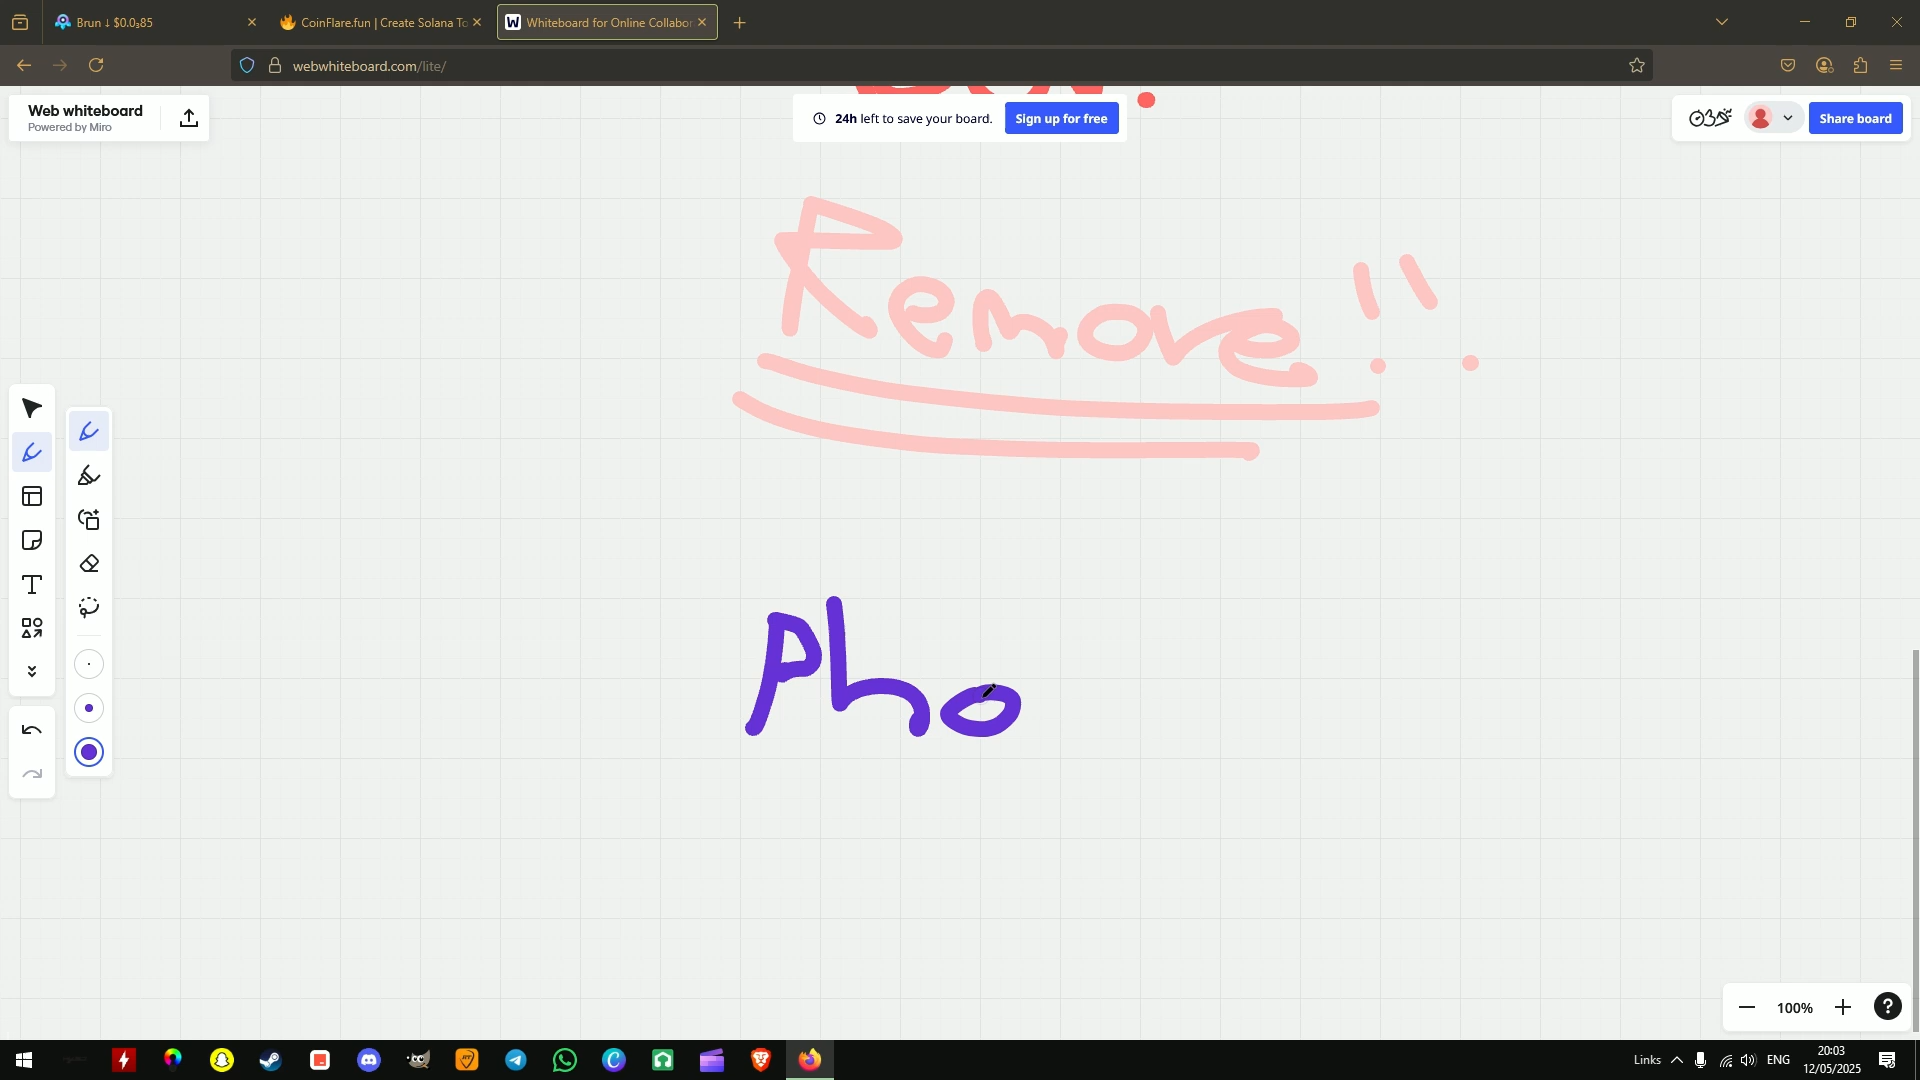 Brun ↓ $0.0₃85
CoinFlare.fun | Create Solana To
Whiteboard for Online Collabor
webwhiteboard.com/lite/
Web whiteboard
Powered by Miro
24h left to save your board.
Sign up for free
Share board
Remove!!
Pho
100%
Links
ENG
20:03
12/05/2025